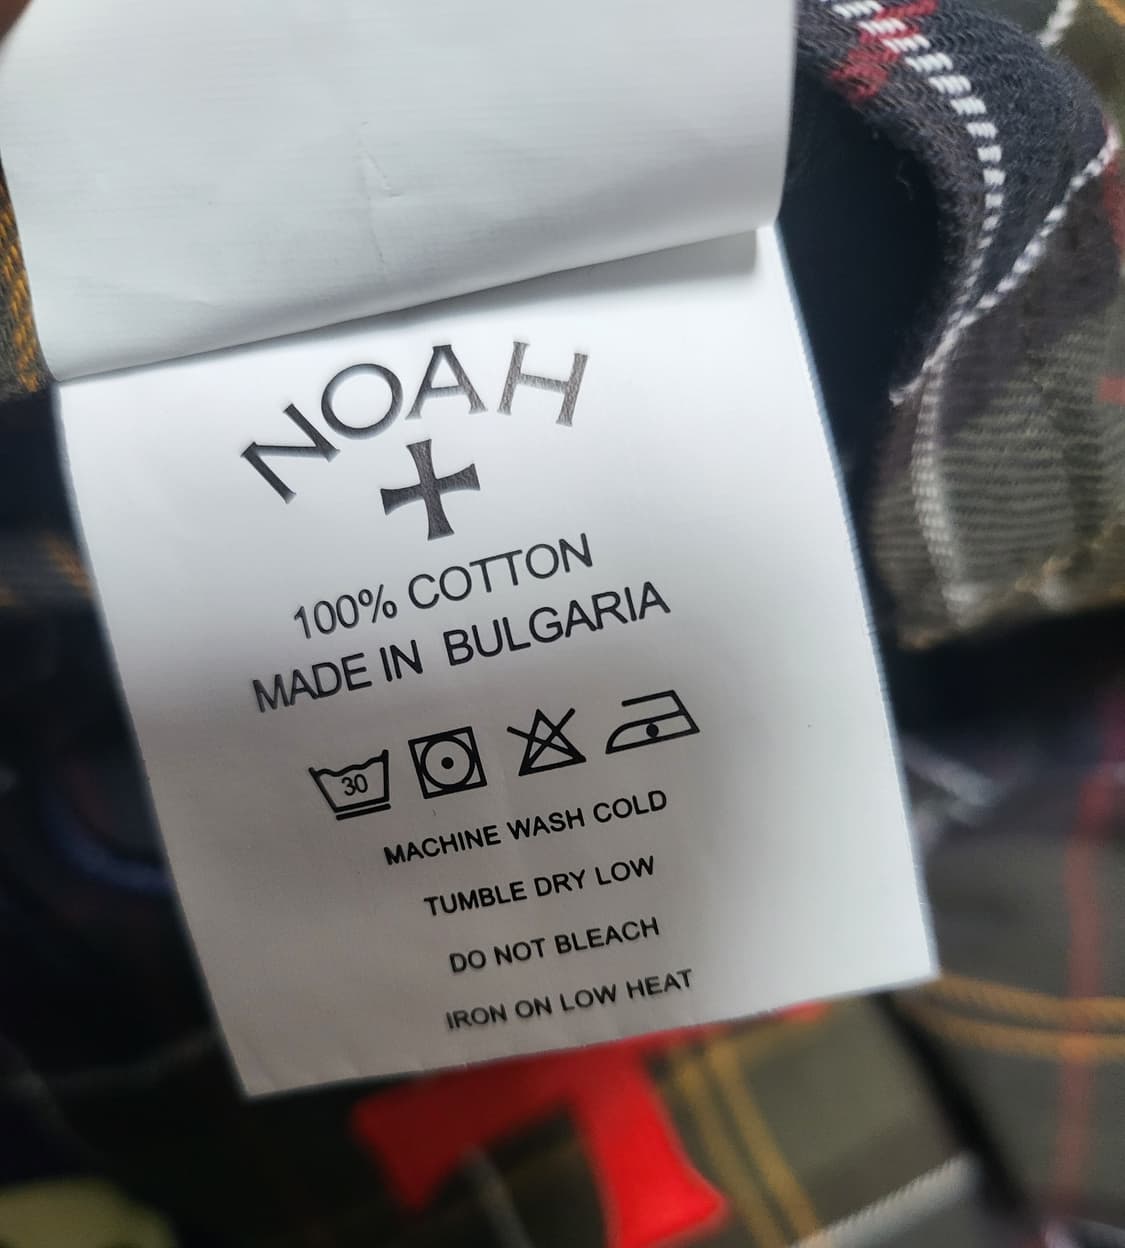 NOAH
100% COTTON
MADE IN BULGARIA
30
MACHINE WASH COLD
TUMBLE DRY LOW
DO NOT BLEACH
IRON ON LOW HEAT